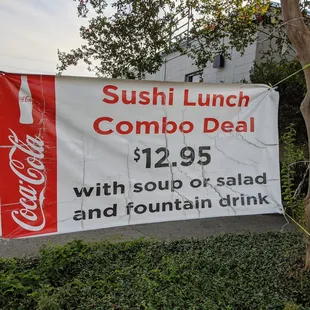 Coca-Cola
Sushi Lunch
Combo Deal
$12.95
with soup or salad
and fountain drink